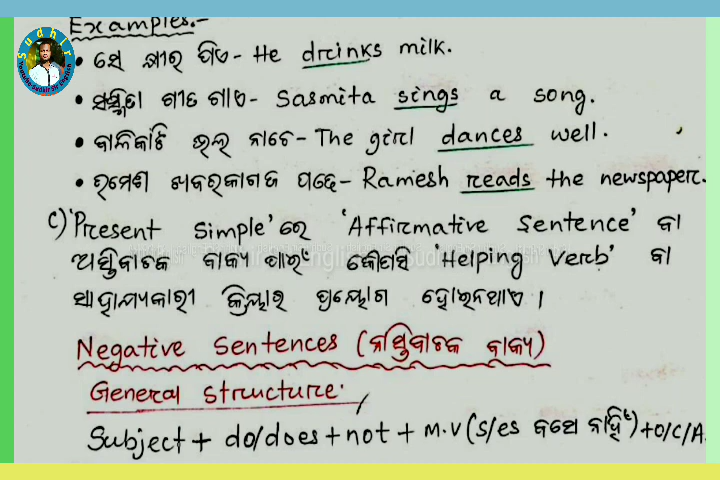 Examples:-
• ସେ କ୍ଷୀର ପିଏ - He drinks milk.
• ସସ୍ମିତା ଗୀତ ଗାଏ - Sasmita sings a song.
• ବାଳିକାଟି ଭଲ ନାଚେ - The girl dances well.
• ରମେଶ ଖବରକାଗଜ ପଢେ - Ramesh reads the newspaper.
c) 'Present Simple' ରେ 'Affirmative Sentence' ବା
ଅସ୍ତିବାଚକ ବାକ୍ୟ ପାଇଁ କୌଣସି 'Helping Verb' ବା
ସାହାଯ୍ୟକାରୀ କ୍ରିୟାର ପ୍ରୟୋଗ ହୋଇନଥାଏ ।
Negative Sentences (ନାସ୍ତିବାଚକ ବାକ୍ୟ)
General structure:
Subject + do/does + not + m.v (s/es ବସେ ନାହିଁ) + o/c/A.
Sudhir